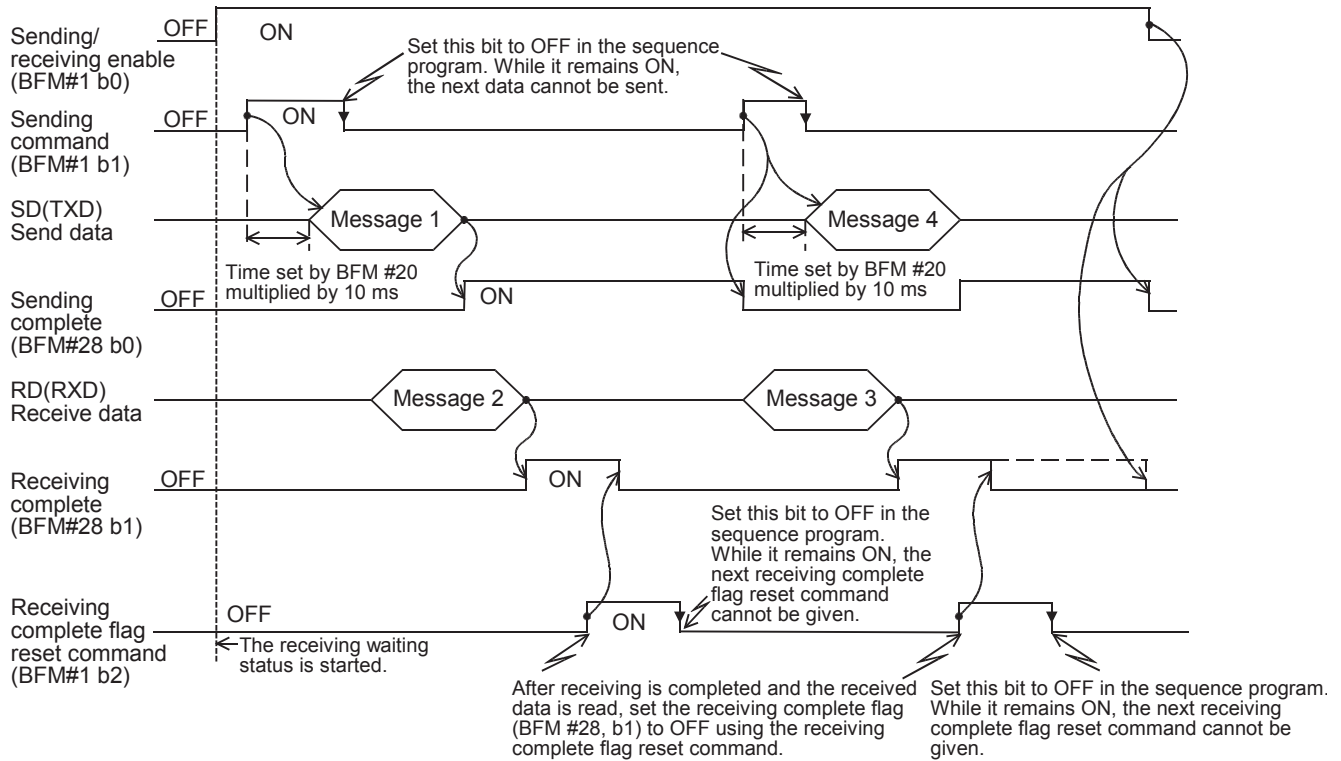 Sending/
receiving enable
(BFM#1 b0)
OFF
ON
Set this bit to OFF in the sequence
program. While it remains ON,
the next data cannot be sent.
Sending
command
(BFM#1 b1)
OFF
ON
SD(TXD)
Send data
Message 1
Message 4
Time set by BFM #20
multiplied by 10 ms
Time set by BFM #20
multiplied by 10 ms
Sending
complete
(BFM#28 b0)
OFF
ON
RD(RXD)
Receive data
Message 2
Message 3
Receiving
complete
(BFM#28 b1)
OFF
ON
Set this bit to OFF in the
sequence program.
While it remains ON, the
next receiving complete
flag reset command
cannot be given.
Receiving
complete flag
reset command
(BFM#1 b2)
OFF
ON
The receiving waiting
status is started.
After receiving is completed and the received
data is read, set the receiving complete flag
(BFM #28, b1) to OFF using the receiving
complete flag reset command.
Set this bit to OFF in the sequence program.
While it remains ON, the next receiving
complete flag reset command cannot be
given.